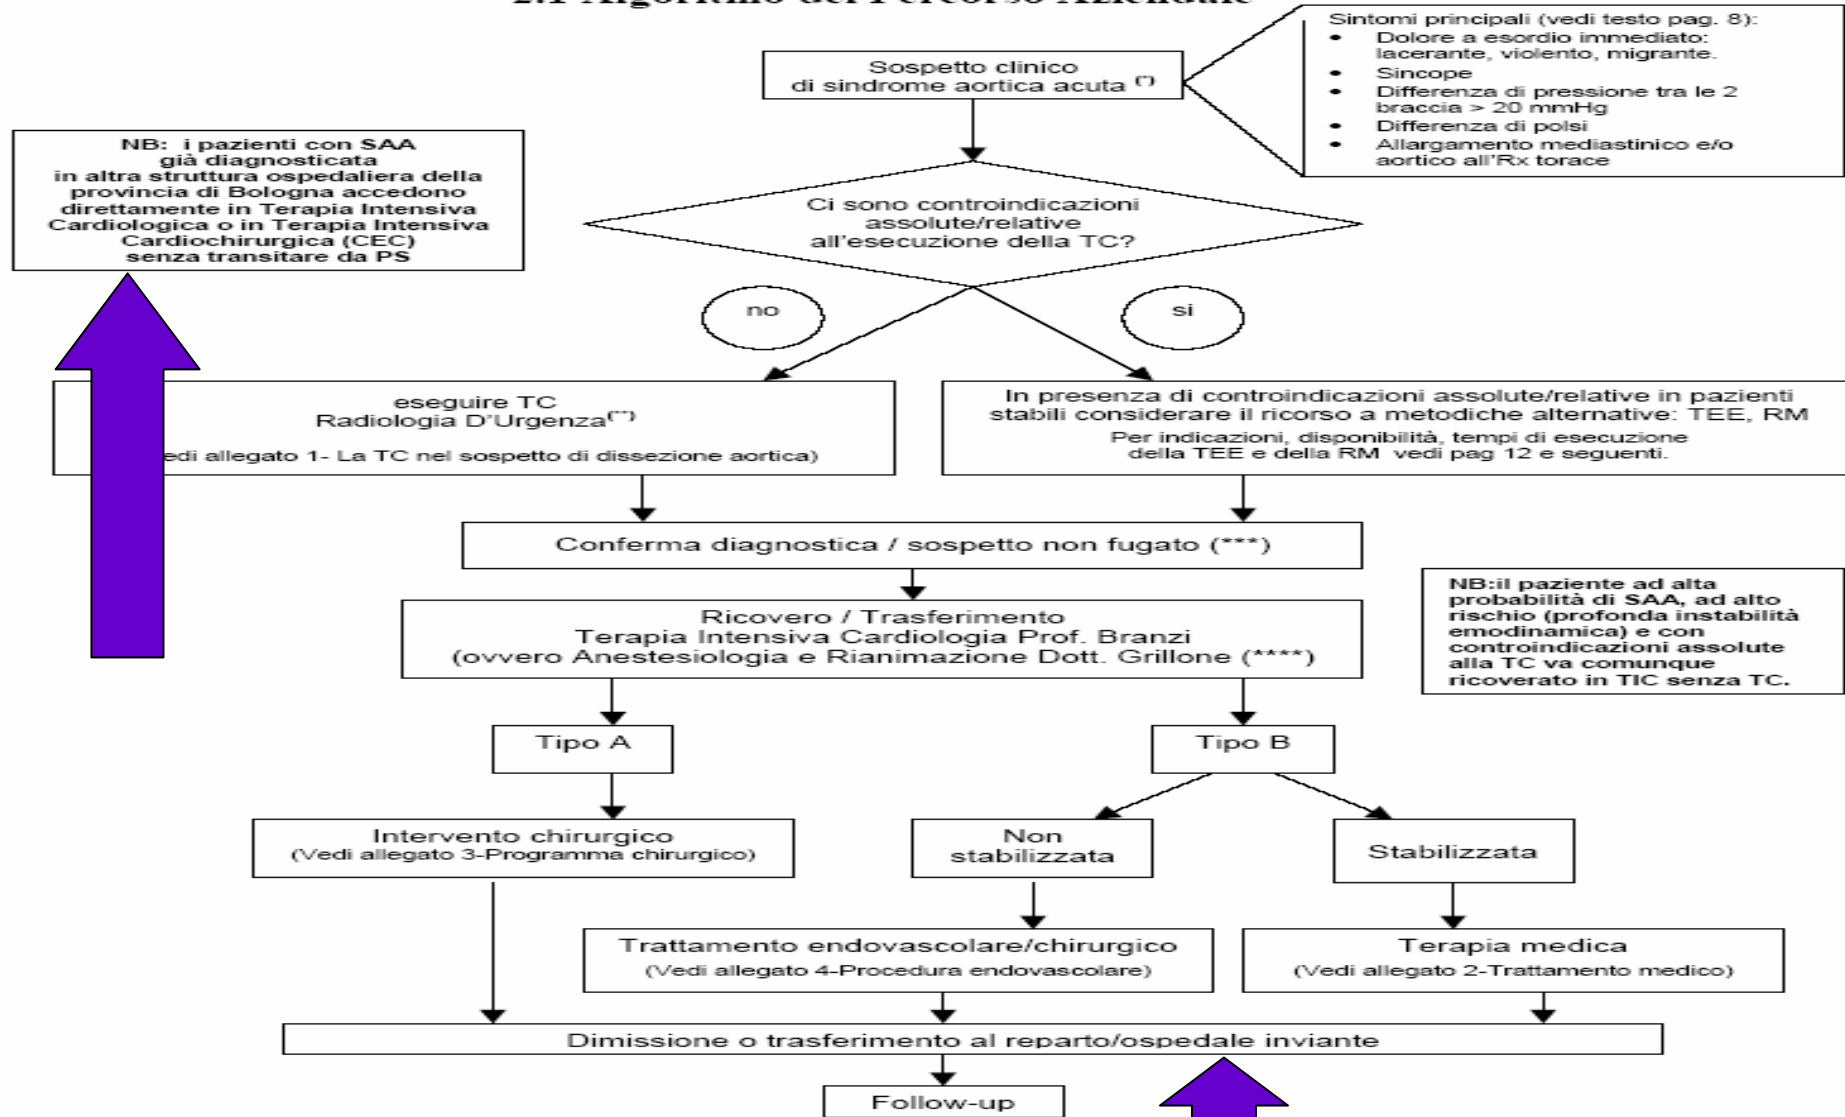 2.1 Algoritmo del Percorso Aziendale
Sintomi principali (vedi testo pag. 8):
• Dolore a esordio immediato:
lacerante, violento, migrante.
• Sincope
• Differenza di pressione tra le 2
braccia > 20 mmHg
• Differenza di polsi
• Allargamento mediastinico e/o
aortico all'Rx torace
Sospetto clinico
di sindrome aortica acuta (*)
NB: i pazienti con SAA
già diagnosticata
in altra struttura ospedaliera della
provincia di Bologna accedono
direttamente in Terapia Intensiva
Cardiologica o in Terapia Intensiva
Cardiochirurgica (CEC)
senza transitare da PS
Ci sono controindicazioni
assolute/relative
all'esecuzione della TC?
no
si
eseguire TC
Radiologia D'Urgenza(**)
edi allegato 1- La TC nel sospetto di dissezione aortica)
In presenza di controindicazioni assolute/relative in pazienti
stabili considerare il ricorso a metodiche alternative: TEE, RM
Per indicazioni, disponibilità, tempi di esecuzione
della TEE e della RM vedi pag 12 e seguenti.
Conferma diagnostica / sospetto non fugato (***)
Ricovero / Trasferimento
Terapia Intensiva Cardiologia Prof. Branzi
(ovvero Anestesiologia e Rianimazione Dott. Grillone (****)
NB:il paziente ad alta
probabilità di SAA, ad alto
rischio (profonda instabilità
emodinamica) e con
controindicazioni assolute
alla TC va comunque
ricoverato in TIC senza TC.
Tipo A
Tipo B
Intervento chirurgico
(Vedi allegato 3-Programma chirurgico)
Non
stabilizzata
Stabilizzata
Trattamento endovascolare/chirurgico
(Vedi allegato 4-Procedura endovascolare)
Terapia medica
(Vedi allegato 2-Trattamento medico)
Dimissione o trasferimento al reparto/ospedale inviante
Follow-up